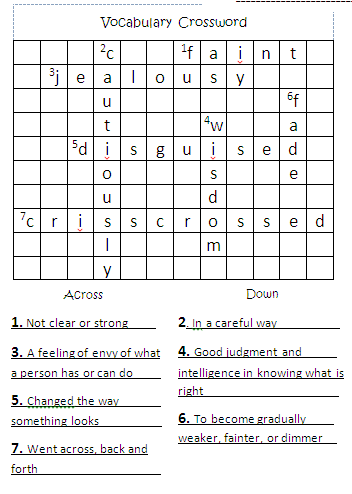 Vocabulary Crossword
²c ¹f a i n t
³j e a l o u s y
u ⁶f
t ⁴w a
⁵d i s g u i s e d
o s e
u d
⁷c r i s s c r o s s e d
l m
y
Across
1. Not clear or strong
3. A feeling of envy of what
a person has or can do
5. Changed the way
something looks
7. Went across, back and
forth
Down
2. In a careful way
4. Good judgment and
intelligence in knowing what is
right
6. To become gradually
weaker, fainter, or dimmer